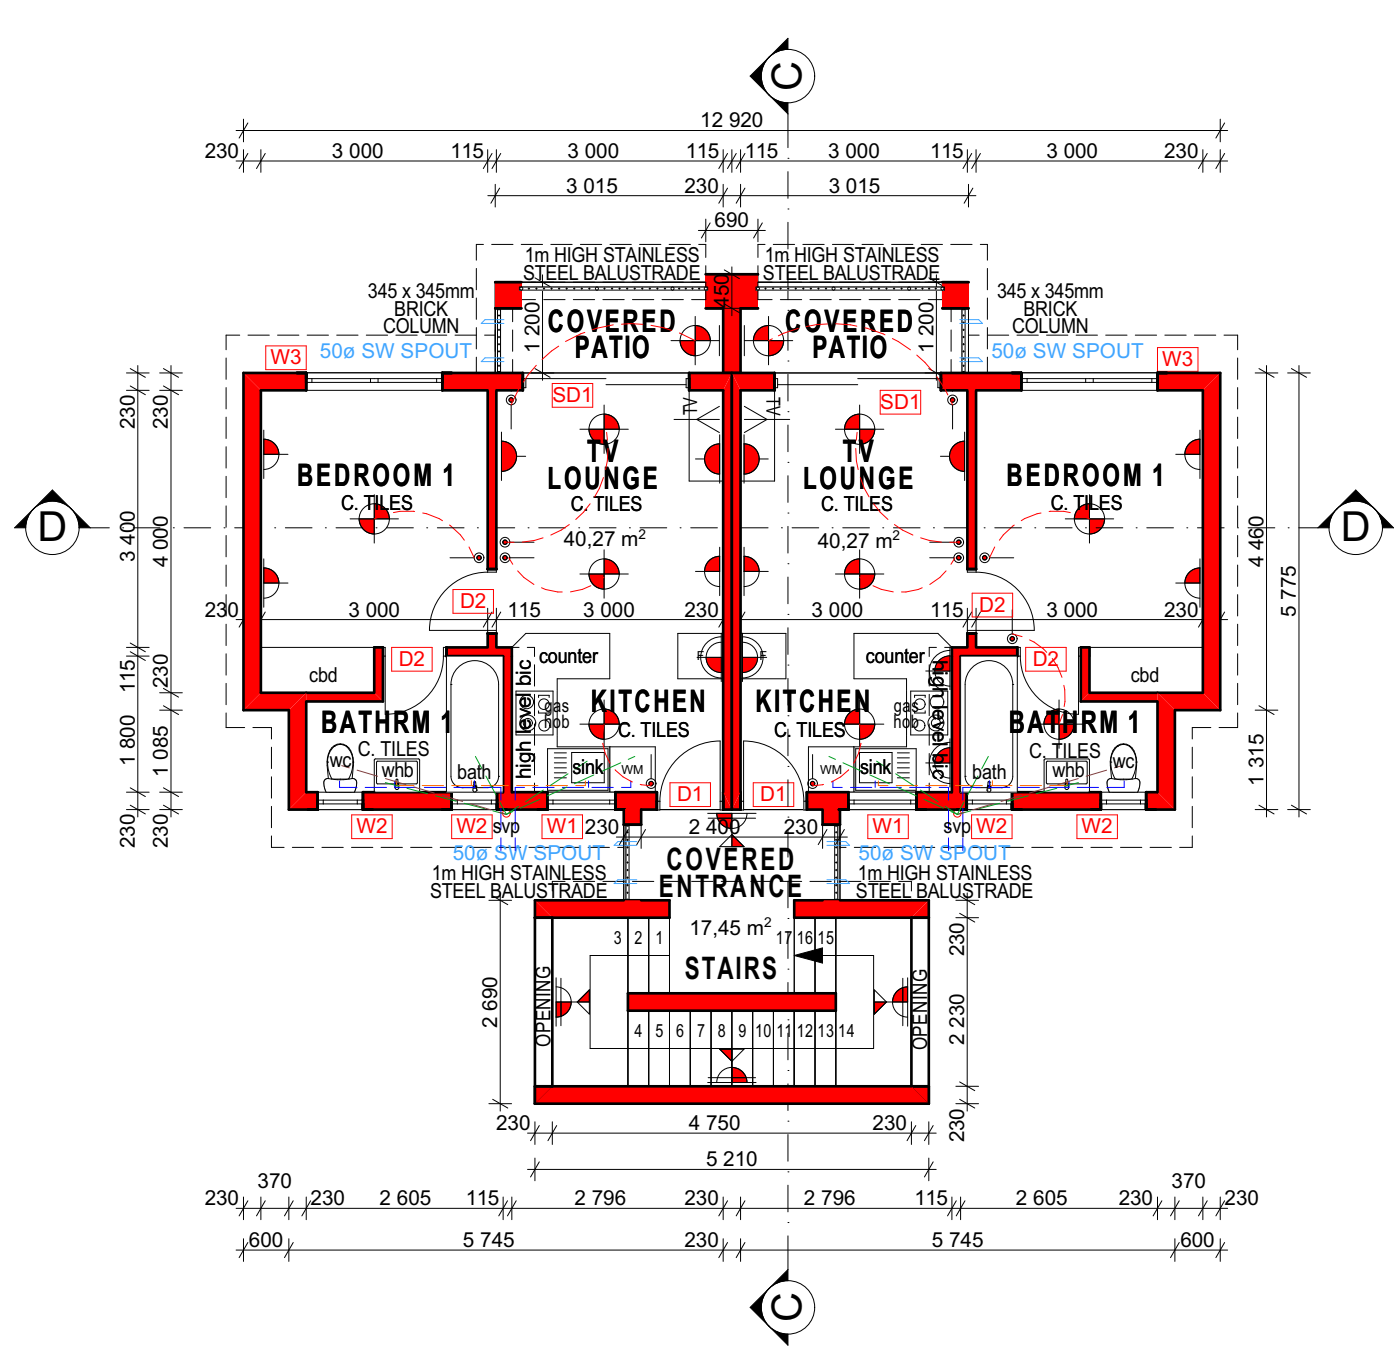 C
12 920
230 3 000 115 3 000 115 115 3 000 115 3 000 230
3 015 230 3 015
690
1m HIGH STAINLESS
STEEL BALUSTRADE
1m HIGH STAINLESS
STEEL BALUSTRADE
345 x 345mm
BRICK
COLUMN
345 x 345mm
BRICK
COLUMN
450
1 200
1 200
COVERED
PATIO
COVERED
PATIO
50ø SW SPOUT
50ø SW SPOUT
W3
W3
SD1
SD1
TV
TV
230
230
230
3 400
4 000
115
230
1 800
1 085
230
230
BEDROOM 1
C. TILES
TV
LOUNGE
C. TILES
40,27 m²
TV
LOUNGE
C. TILES
40,27 m²
BEDROOM 1
C. TILES
D
D
4 460
5 775
1 315
230 3 000 D2 115 3 000 230 3 000 115 D2 3 000 230
cbd
D2
counter
F
F
counter
D2
cbd
high level bic
gas
hob
KITCHEN
C. TILES
KITCHEN
C. TILES
gas
hob
high level bic
BATHRM 1
C. TILES
BATHRM 1
C. TILES
WC
whb
bath
sink
WM
WM
sink
bath
whb
WC
D1
D1
W2
W2
svp
W1
230
2 400
230
W1
svp
W2
W2
50ø SW SPOUT
50ø SW SPOUT
1m HIGH STAINLESS
STEEL BALUSTRADE
1m HIGH STAINLESS
STEEL BALUSTRADE
COVERED
ENTRANCE
17,45 m²
STAIRS
3 2 1
17 16 15
4 5 6 7 8 9 10 11 12 13 14
OPENING
OPENING
2 690
230
2 230
230
230 4 750 230
5 210
370
370
230 230 2 605 115 2 796 230 2 796 115 2 605 230 230
600 5 745 230 5 745 600
C